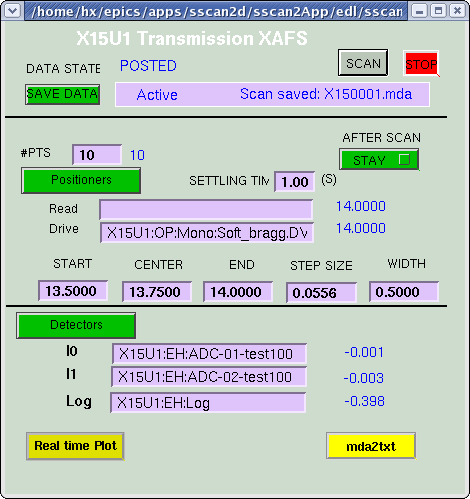 /home/hx/epics/apps/sscan2d/sscan2App/edl/sscan
X15U1 Transmission XAFS
DATA STATE POSTED SCAN STOP
SAVE DATA Active Scan saved: X150001.mda
AFTER SCAN
#PTS 10 10 STAY
Positioners SETTLING TIM 1.00 (S)
Read 14.0000
Drive X15U1:OP:Mono:Soft_bragg.DV 14.0000
START CENTER END STEP SIZE WIDTH
13.5000 13.7500 14.0000 0.0556 0.5000
Detectors
I0 X15U1:EH:ADC-01-test100 -0.001
I1 X15U1:EH:ADC-02-test100 -0.003
Log X15U1:EH:Log -0.398
Real time Plot mda2txt